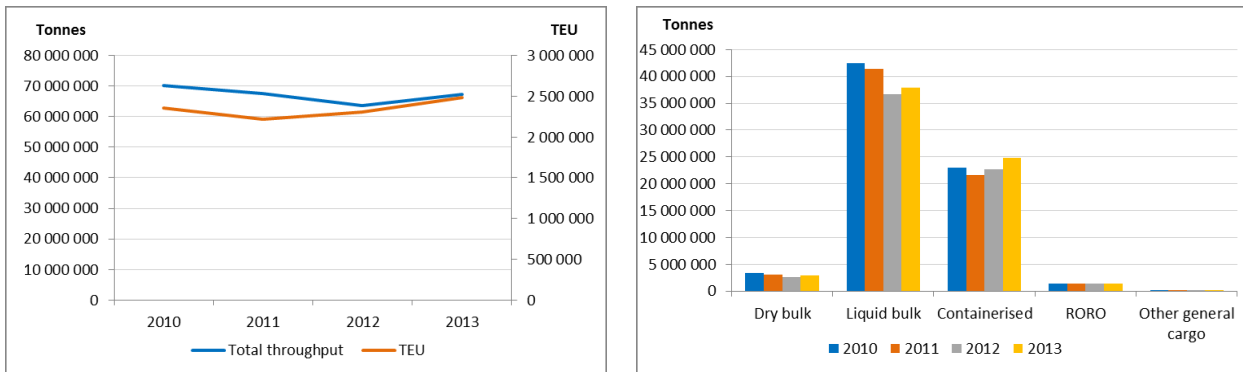 Tonnes TEU
80 000 000 3 000 000
70 000 000 2 500 000
60 000 000 2 000 000
50 000 000
40 000 000 1 500 000
30 000 000 1 000 000
20 000 000
10 000 000 500 000
0 0
2010 2011 2012 2013
Total throughput TEU
Tonnes
45 000 000
40 000 000
35 000 000
30 000 000
25 000 000
20 000 000
15 000 000
10 000 000
5 000 000
0
Dry bulk Liquid bulk Containerised RORO Other general
cargo
2010 2011 2012 2013